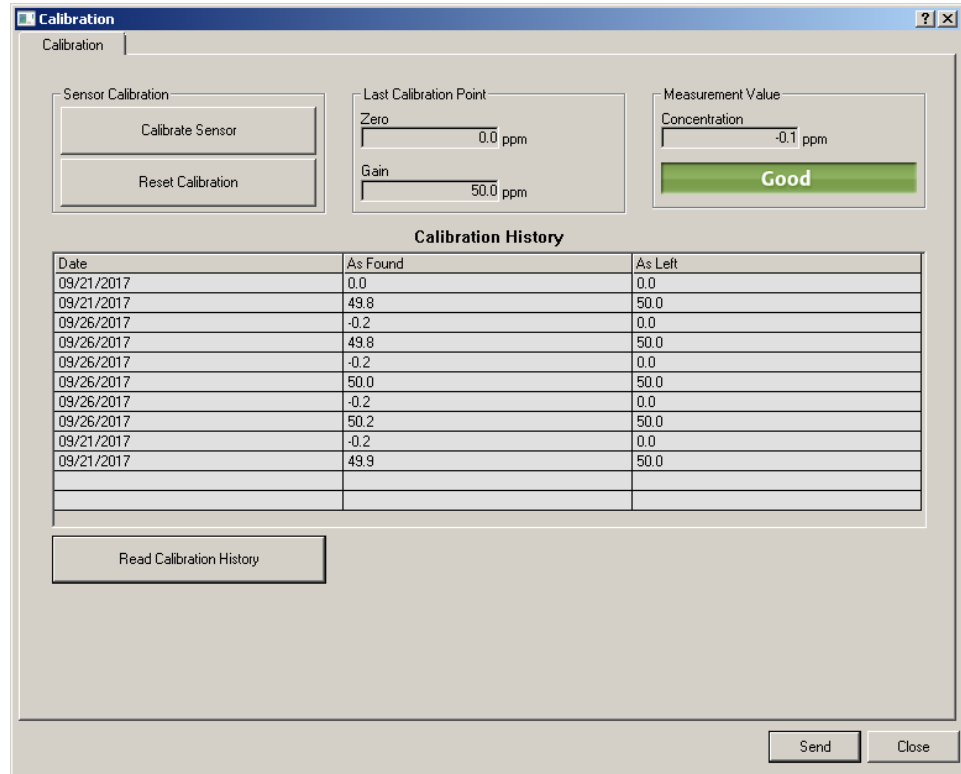 Calibration
Calibration
Sensor Calibration
Calibrate Sensor
Reset Calibration
Last Calibration Point
Zero
0.0 ppm
Gain
50.0 ppm
Measurement Value
Concentration
-0.1 ppm
Good
Calibration History
Date As Found As Left
09/21/2017 0.0 0.0
09/21/2017 49.8 50.0
09/26/2017 -0.2 0.0
09/26/2017 49.8 50.0
09/26/2017 -0.2 0.0
09/26/2017 50.0 50.0
09/26/2017 -0.2 0.0
09/26/2017 50.2 50.0
09/21/2017 -0.2 0.0
09/21/2017 49.9 50.0
Read Calibration History
Send Close